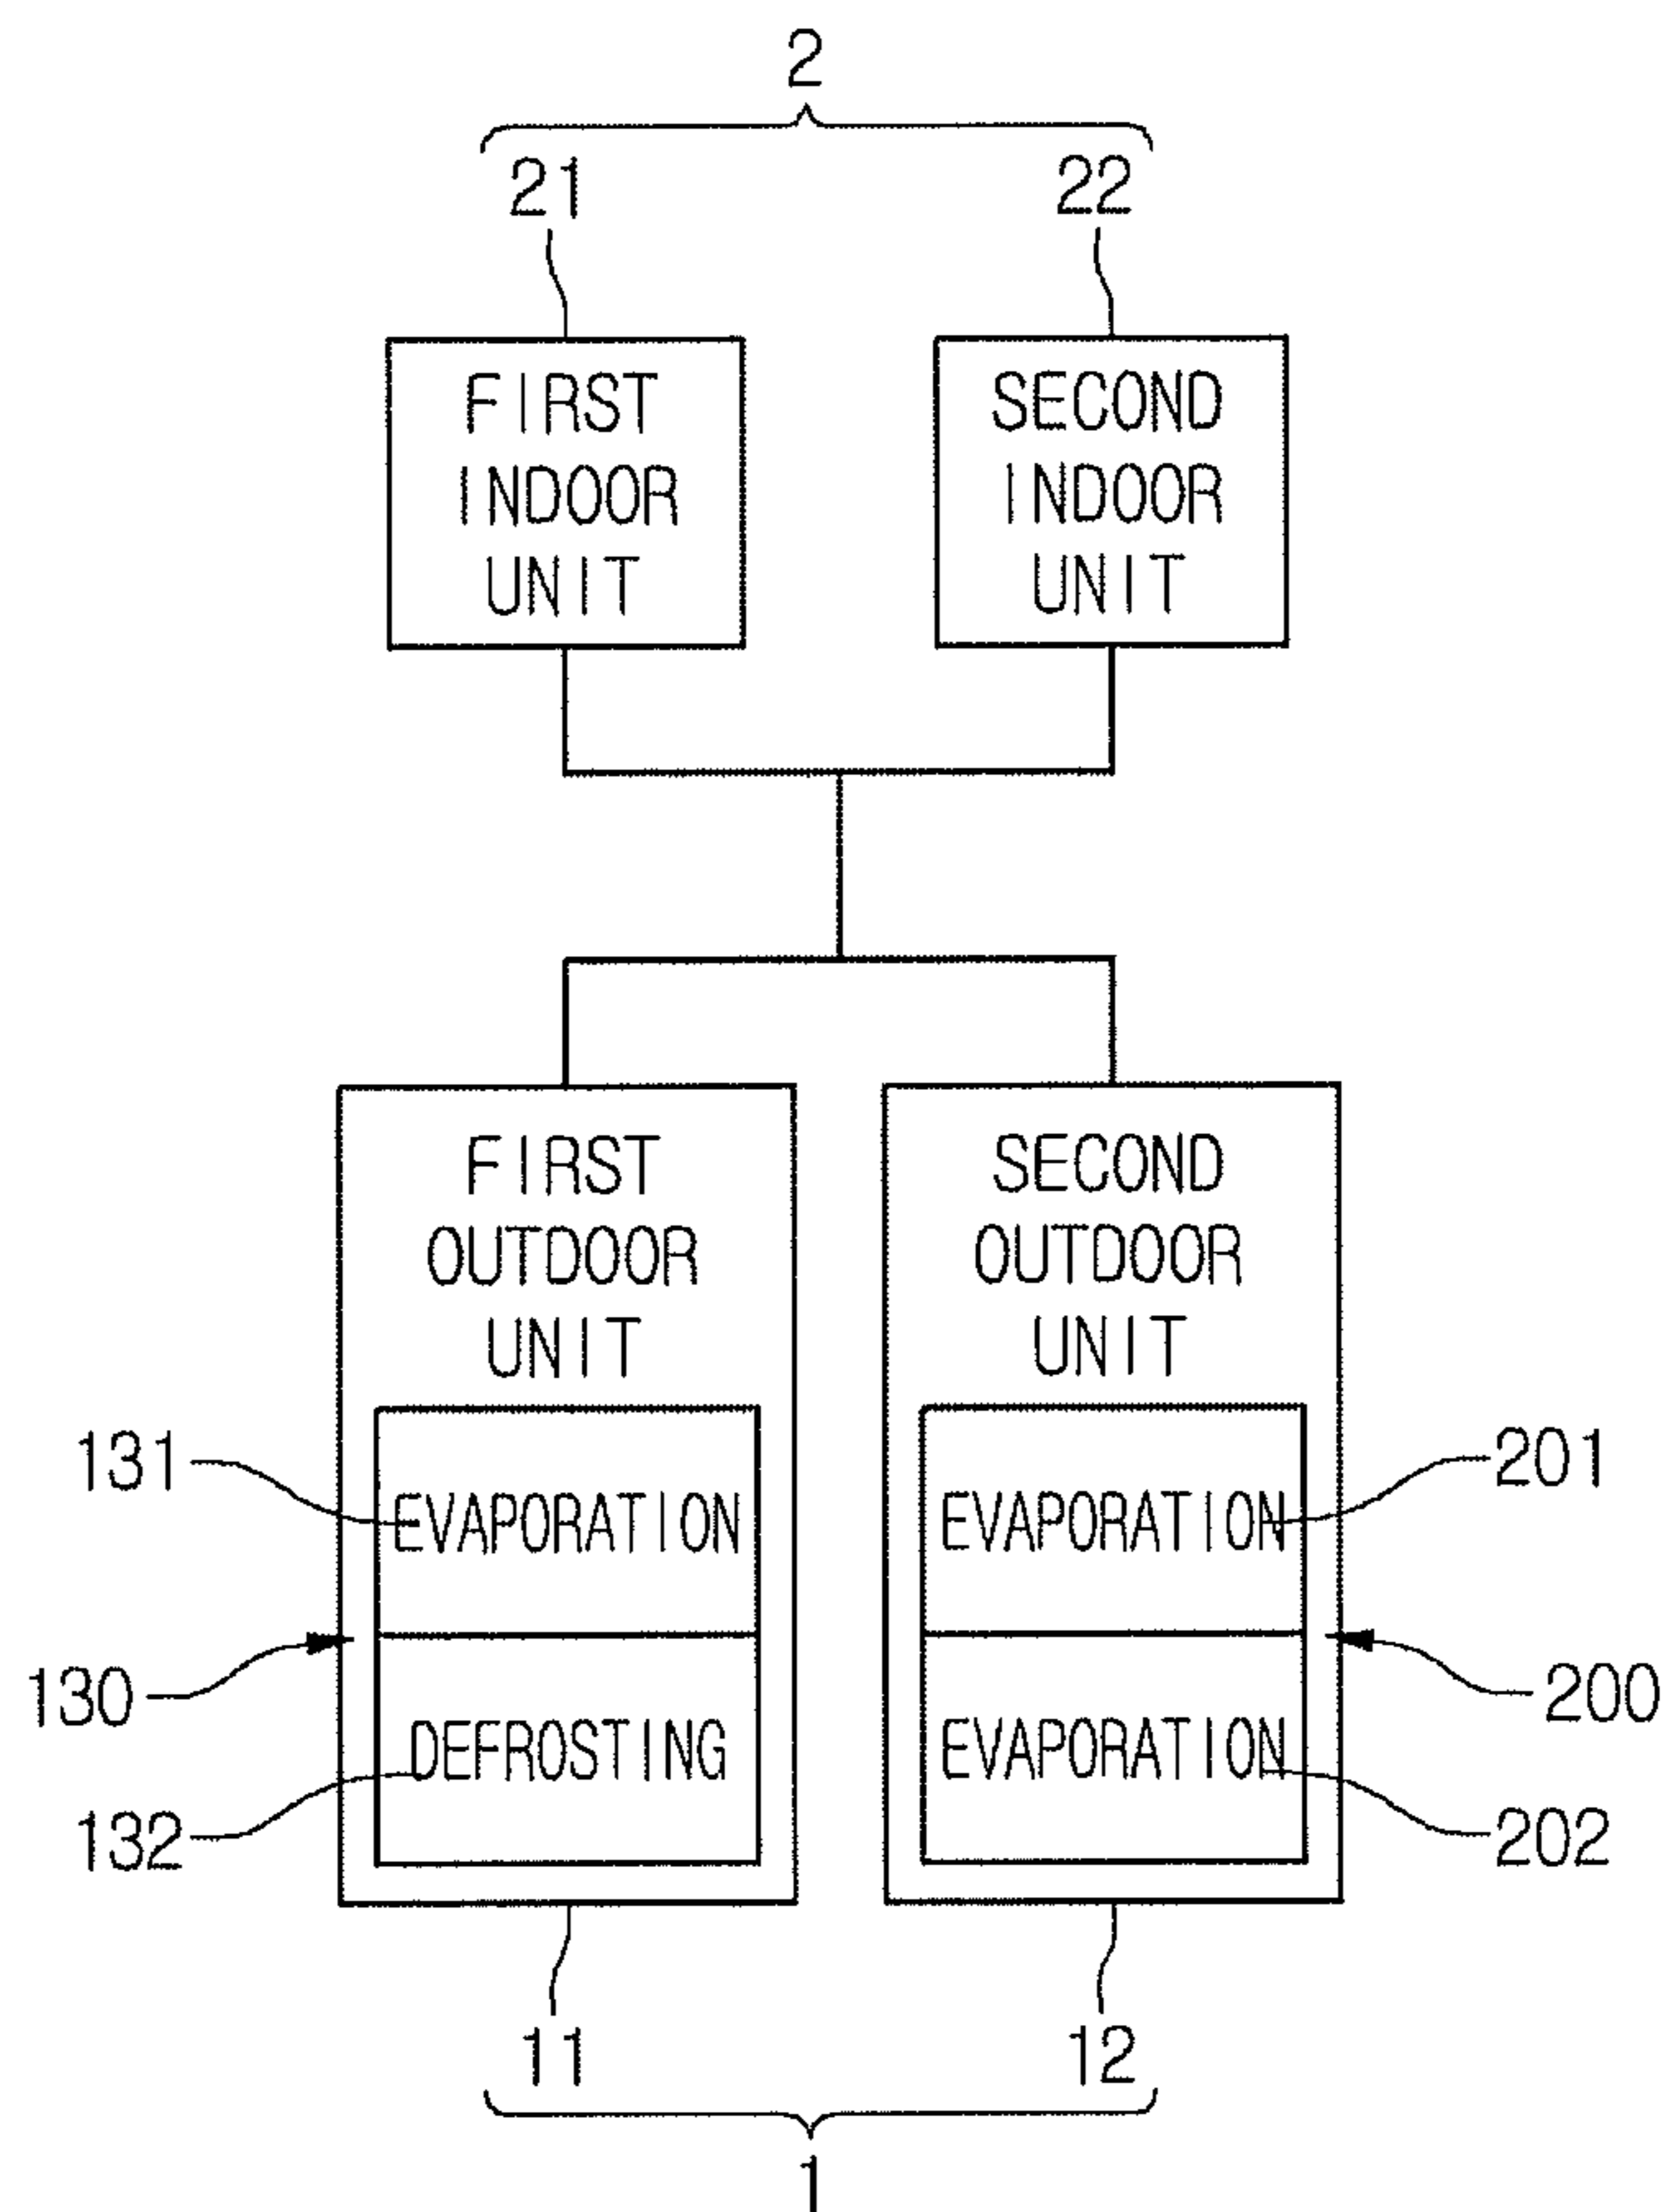 2
21
22
FIRST
INDOOR
UNIT
SECOND
INDOOR
UNIT
FIRST
OUTDOOR
UNIT
SECOND
OUTDOOR
UNIT
131
EVAPORATION
EVAPORATION
201
130
200
DEFROSTING
EVAPORATION
132
202
11
12
1